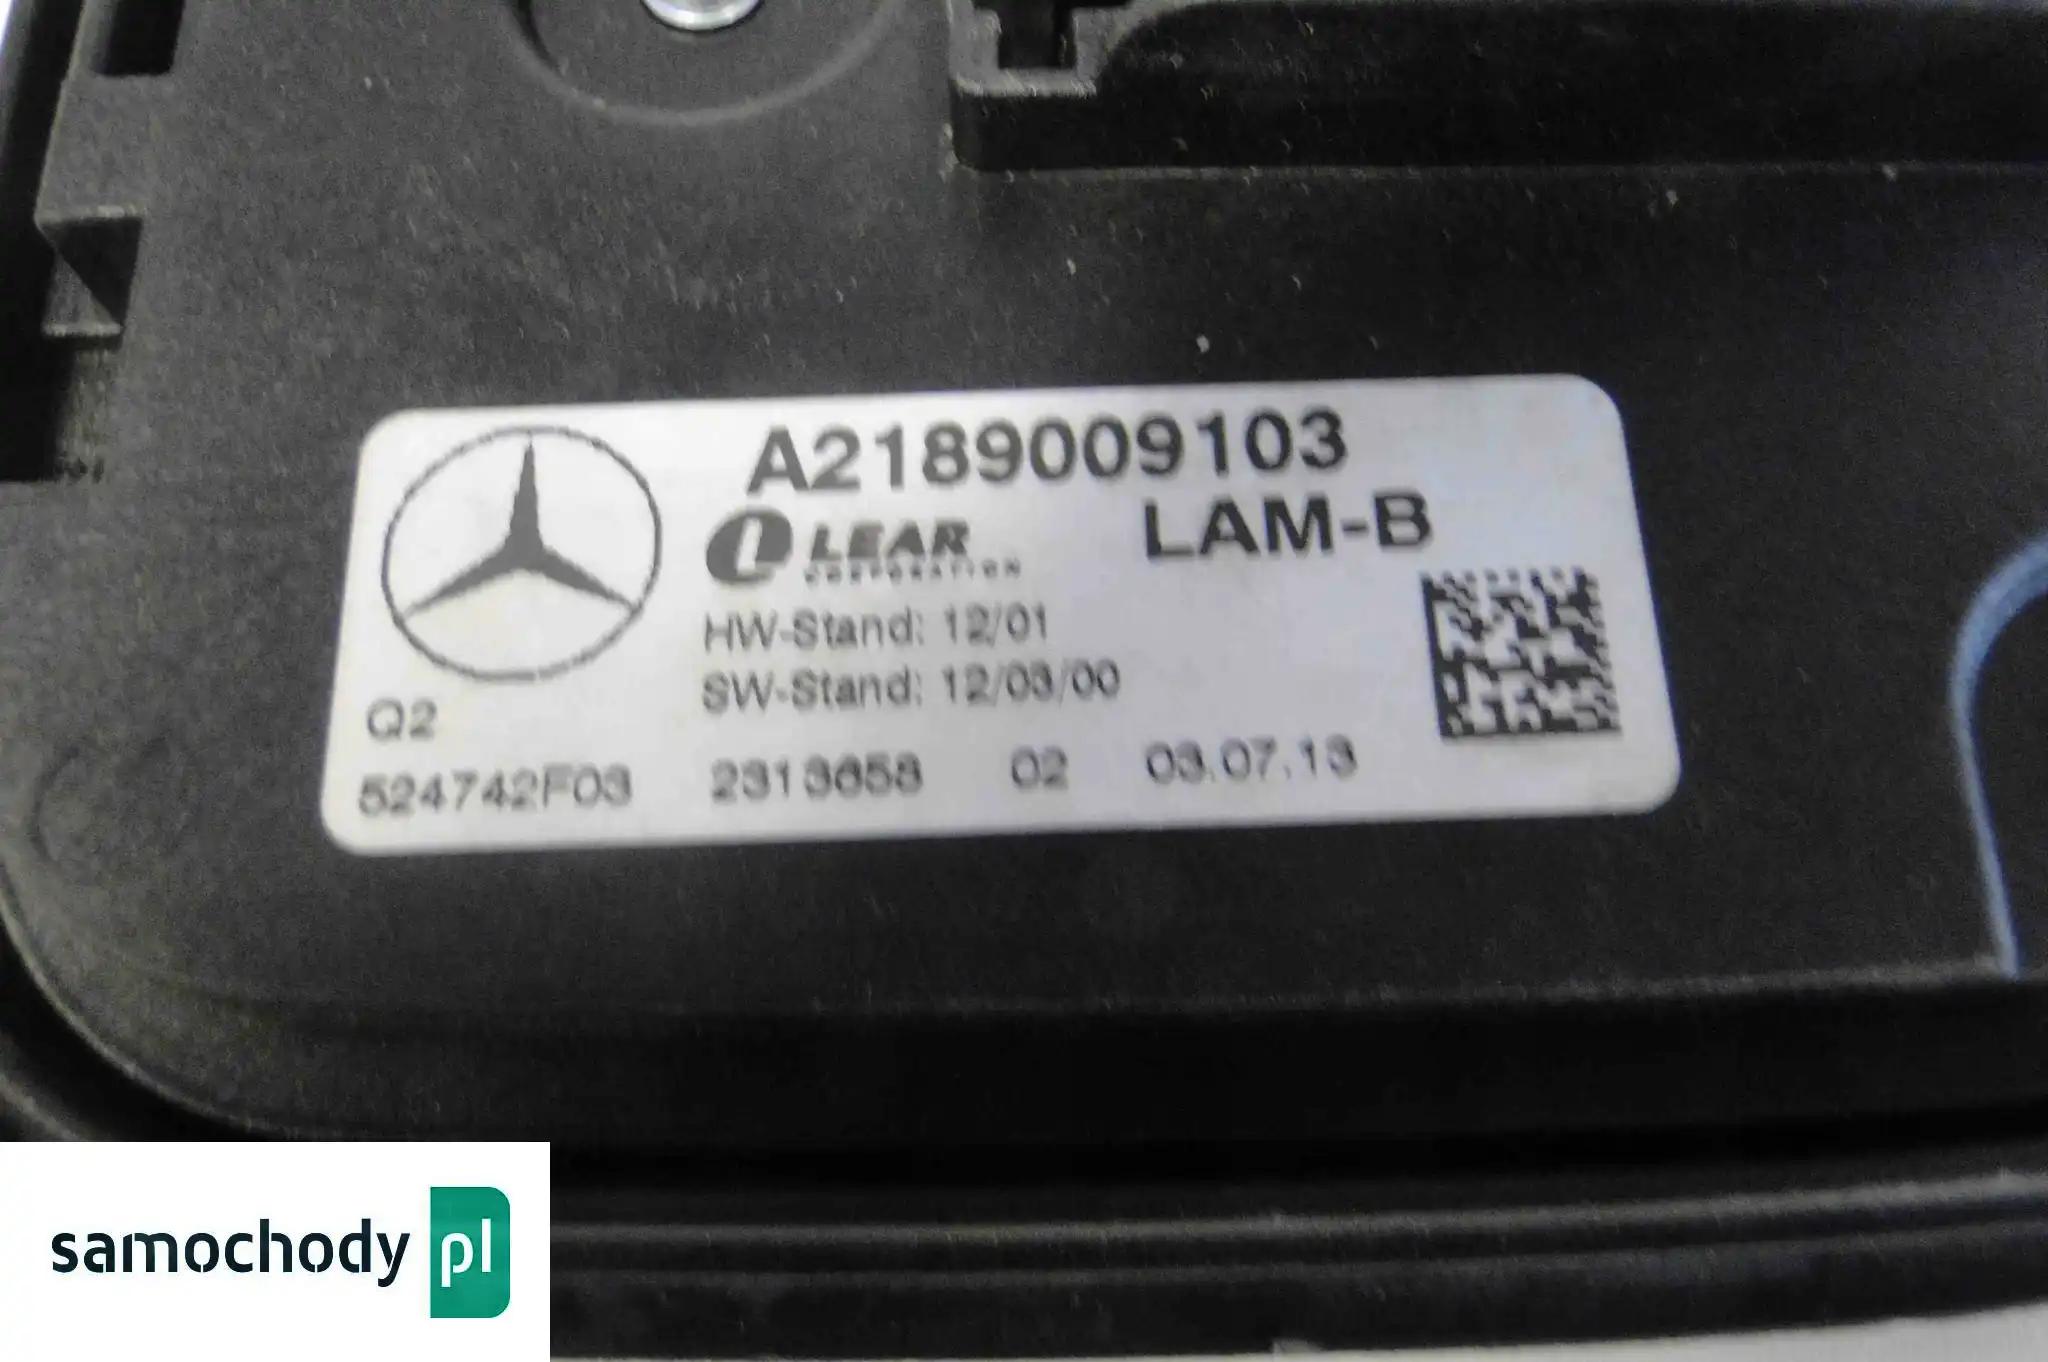 A2189009103
LEAR LAM-B
CORPORATION
HW-Stand: 12/01
SW-Stand: 12/03/00
Q2
524742F03 2313658 02 03.07.13
samochody pl